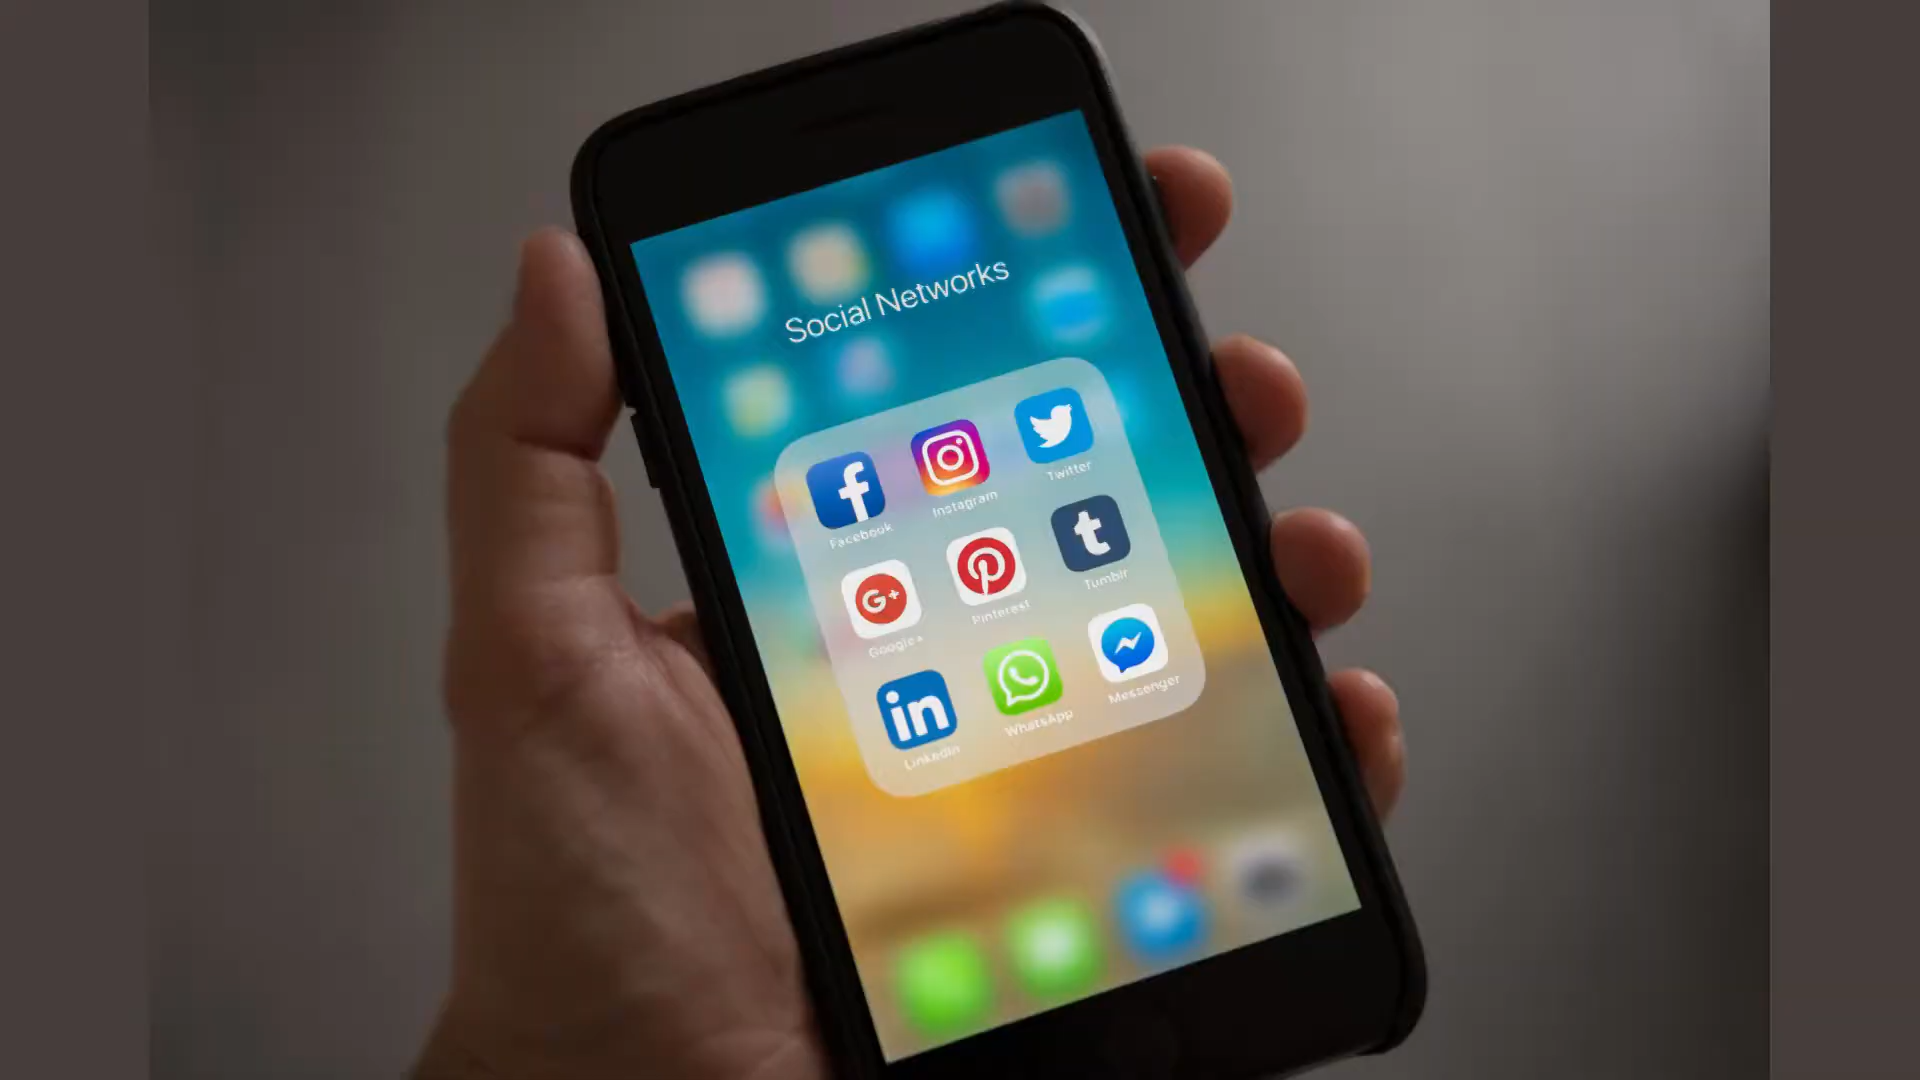 Social Networks
Facebook
Instagram
Twitter
Google+
Pinterest
Tumblr
LinkedIn
WhatsApp
Messenger